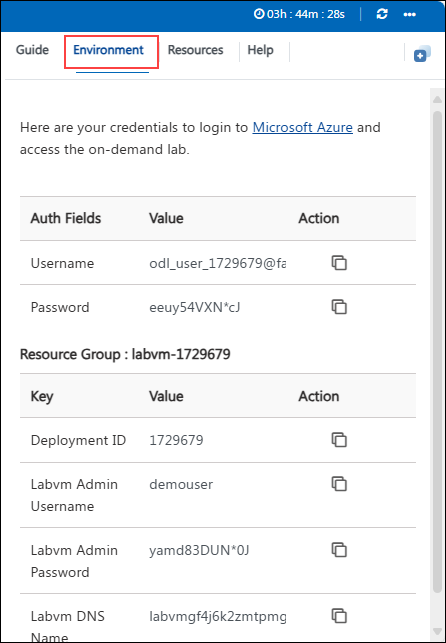 03h : 44m : 28s
Guide Environment Resources Help
Here are your credentials to login to Microsoft Azure and
access the on-demand lab.
Auth Fields Value Action
Username odl_user_1729679@fa
Password eeuy54VXN*cJ
Resource Group : labvm-1729679
Key Value Action
Deployment ID 1729679
Labvm Admin demouser
Username
Labvm Admin yamd83DUN*0J
Password
Labvm DNS labvmgf4j6k2zmtpmg
Name